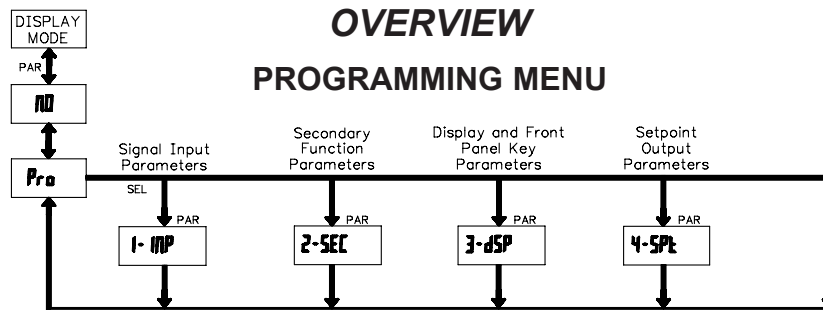 OVERVIEW
PROGRAMMING MENU
DISPLAY
MODE
PAR
NO
Pro
SEL
Signal Input
Parameters
PAR
1-INP
Secondary
Function
Parameters
PAR
2-SEC
Display and Front
Panel Key
Parameters
PAR
3-dSP
Setpoint
Output
Parameters
PAR
4-SPt